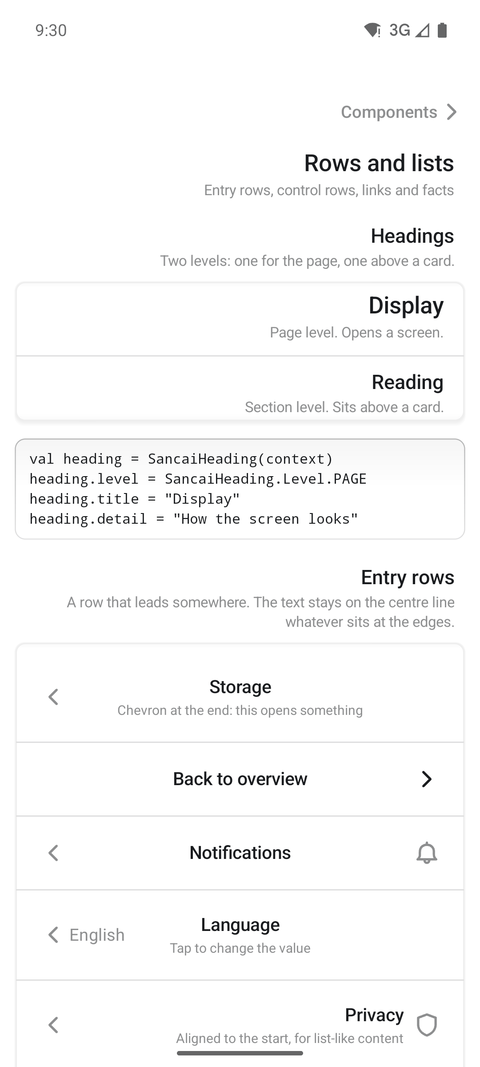 9:30
3G
Components
Rows and lists
Entry rows, control rows, links and facts
Headings
Two levels: one for the page, one above a card.
Display
Page level. Opens a screen.
Reading
Section level. Sits above a card.
val heading = SancaiHeading(context)
heading.level = SancaiHeading.Level.PAGE
heading.title = "Display"
heading.detail = "How the screen looks"
Entry rows
A row that leads somewhere. The text stays on the centre line
whatever sits at the edges.
Storage
Chevron at the end: this opens something
Back to overview
Notifications
Language
English
Tap to change the value
Privacy
Aligned to the start, for list-like content